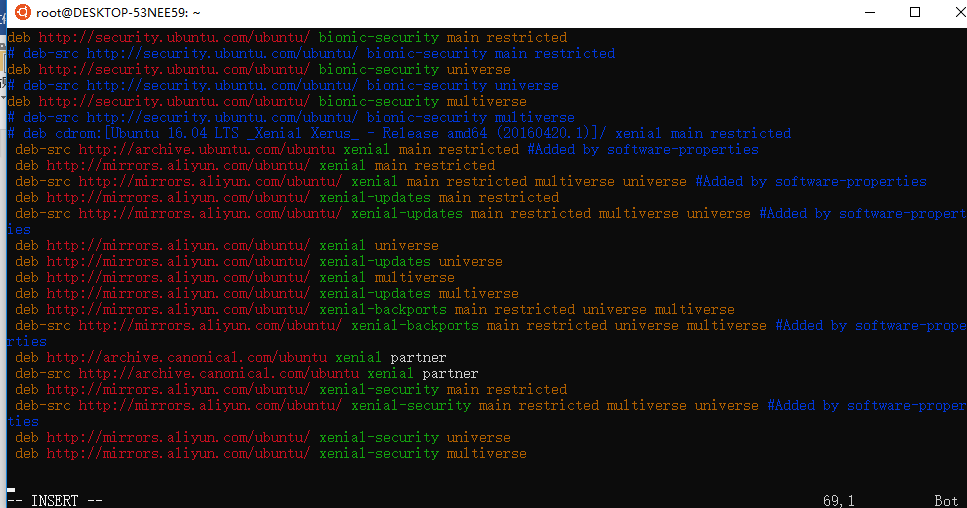 root@DESKTOP-53NEE59: ~
deb http://security.ubuntu.com/ubuntu/ bionic-security main restricted
# deb-src http://security.ubuntu.com/ubuntu/ bionic-security main restricted
deb http://security.ubuntu.com/ubuntu/ bionic-security universe
# deb-src http://security.ubuntu.com/ubuntu/ bionic-security universe
deb http://security.ubuntu.com/ubuntu/ bionic-security multiverse
# deb-src http://security.ubuntu.com/ubuntu/ bionic-security multiverse
# deb cdrom:[Ubuntu 16.04 LTS _Xenial Xerus_ - Release amd64 (20160420.1)]/ xenial main restricted
deb-src http://archive.ubuntu.com/ubuntu xenial main restricted #Added by software-properties
deb http://mirrors.aliyun.com/ubuntu/ xenial main restricted
deb-src http://mirrors.aliyun.com/ubuntu/ xenial main restricted multiverse universe #Added by software-properties
deb http://mirrors.aliyun.com/ubuntu/ xenial-updates main restricted
deb-src http://mirrors.aliyun.com/ubuntu/ xenial-updates main restricted multiverse universe #Added by software-propert
ies
deb http://mirrors.aliyun.com/ubuntu/ xenial universe
deb http://mirrors.aliyun.com/ubuntu/ xenial-updates universe
deb http://mirrors.aliyun.com/ubuntu/ xenial multiverse
deb http://mirrors.aliyun.com/ubuntu/ xenial-updates multiverse
deb http://mirrors.aliyun.com/ubuntu/ xenial-backports main restricted universe multiverse
deb-src http://mirrors.aliyun.com/ubuntu/ xenial-backports main restricted universe multiverse #Added by software-prope
rties
deb http://archive.canonical.com/ubuntu xenial partner
deb-src http://archive.canonical.com/ubuntu xenial partner
deb http://mirrors.aliyun.com/ubuntu/ xenial-security main restricted
deb-src http://mirrors.aliyun.com/ubuntu/ xenial-security main restricted multiverse universe #Added by software-proper
ties
deb http://mirrors.aliyun.com/ubuntu/ xenial-security universe
deb http://mirrors.aliyun.com/ubuntu/ xenial-security multiverse
-- INSERT -- 69,1 Bot